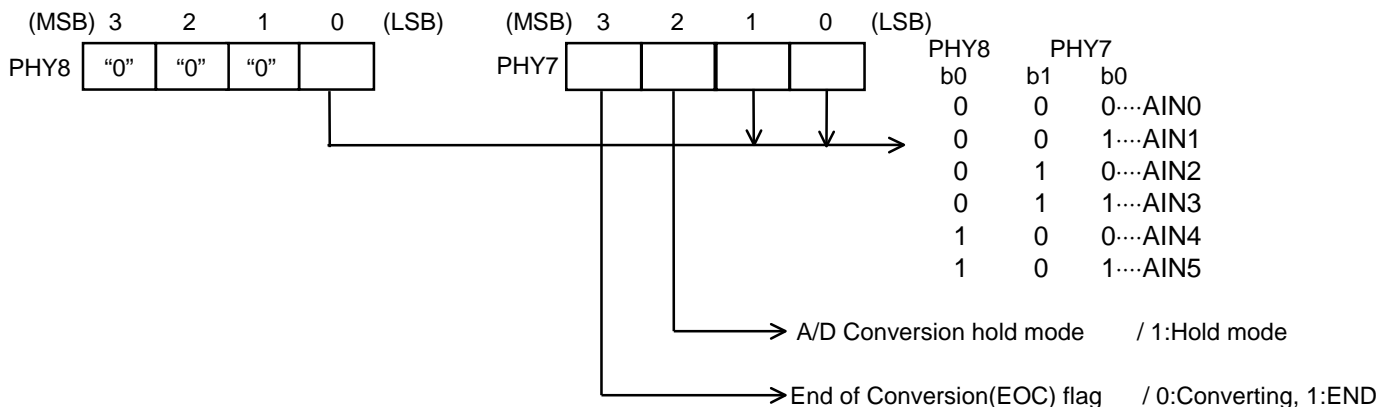 (MSB) 3 2 1 0 (LSB) (MSB) 3 2 1 0 (LSB)
PHY8 “0” “0” “0” PHY7
PHY8 PHY7
b0 b1 b0
0 0 0····AIN0
0 0 1····AIN1
0 1 0····AIN2
0 1 1····AIN3
1 0 0····AIN4
1 0 1····AIN5
A/D Conversion hold mode / 1:Hold mode
End of Conversion(EOC) flag / 0:Converting, 1:END